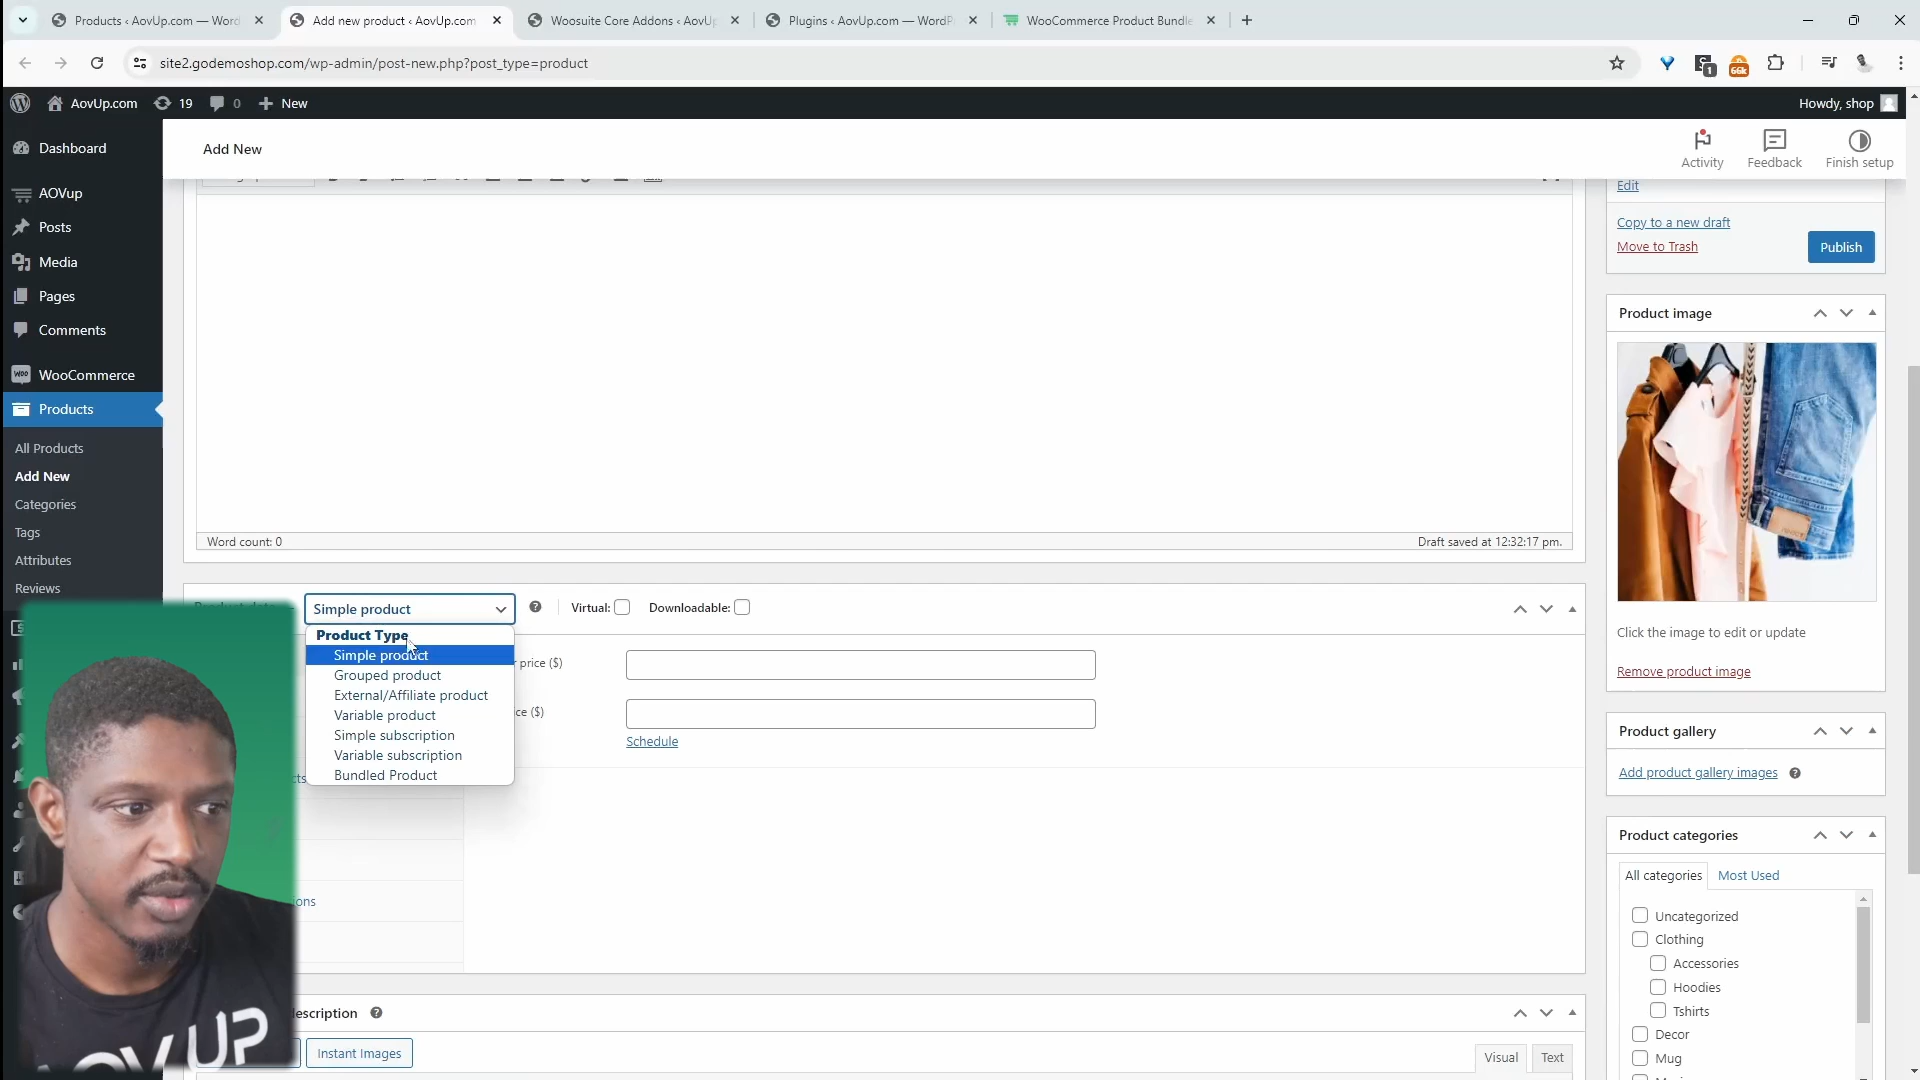 Products ‹ AovUp.com — Word
Add new product ‹ AovUp.com
Woosuite Core Addons ‹ AovU
Plugins ‹ AovUp.com — WordP
WooCommerce Product Bundle
site2.godemoshop.com/wp-admin/post-new.php?post_type=product
1
66k
AovUp.com
19
0
New
Howdy, shop
Dashboard
AOVup
Posts
Media
Pages
Comments
WooCommerce
Products
All Products
Add New
Categories
Tags
Attributes
Reviews
Add New
Activity
Feedback
Finish setup
Word count: 0
Draft saved at 12:32:17 pm.
Simple product
Virtual:
Downloadable:
Product Type
Simple product
Grouped product
External/Affiliate product
Variable product
Simple subscription
Variable subscription
Bundled Product
price ($)
ce ($)
Schedule
cts
ons
escription
Instant Images
Visual
Text
Edit
Copy to a new draft
Move to Trash
Publish
Product image
Click the image to edit or update
Remove product image
Product gallery
Add product gallery images
Product categories
All categories
Most Used
Uncategorized
Clothing
Accessories
Hoodies
Tshirts
Decor
Mug
AOVUP